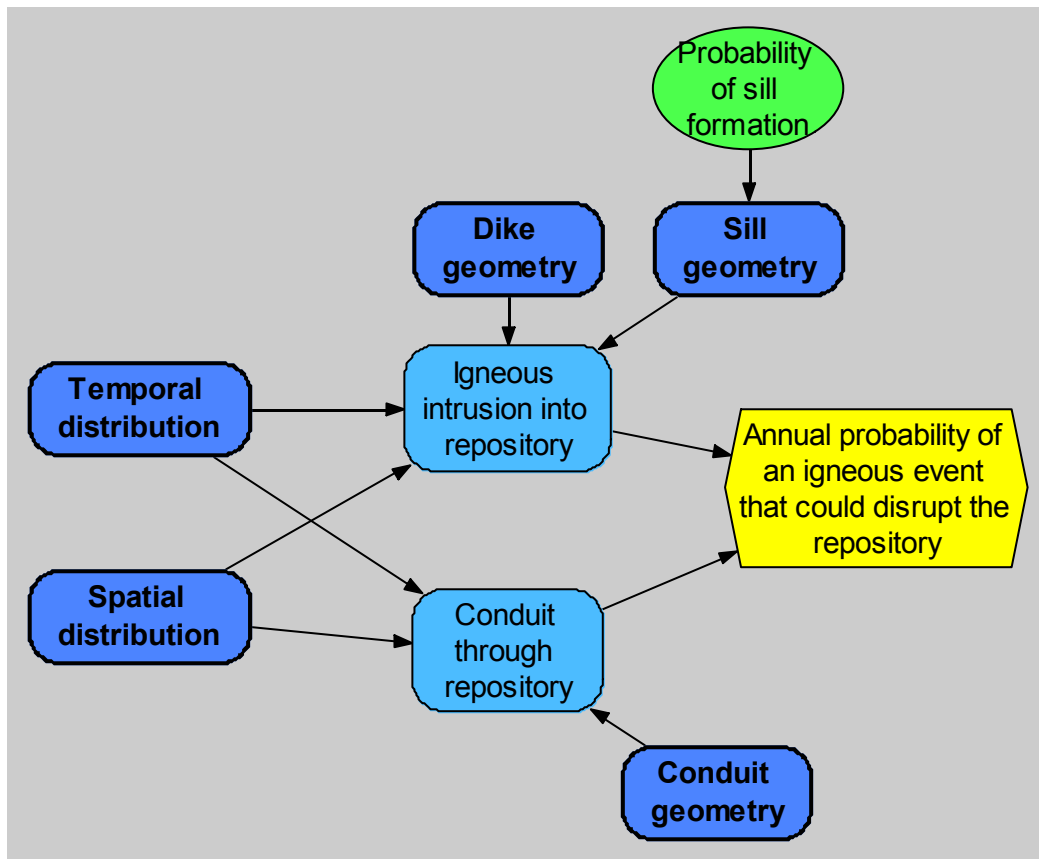 Probability
of sill
formation
Dike
geometry
Sill
geometry
Temporal
distribution
Igneous
intrusion into
repository
Annual probability of
an igneous event
that could disrupt the
repository
Spatial
distribution
Conduit
through
repository
Conduit
geometry